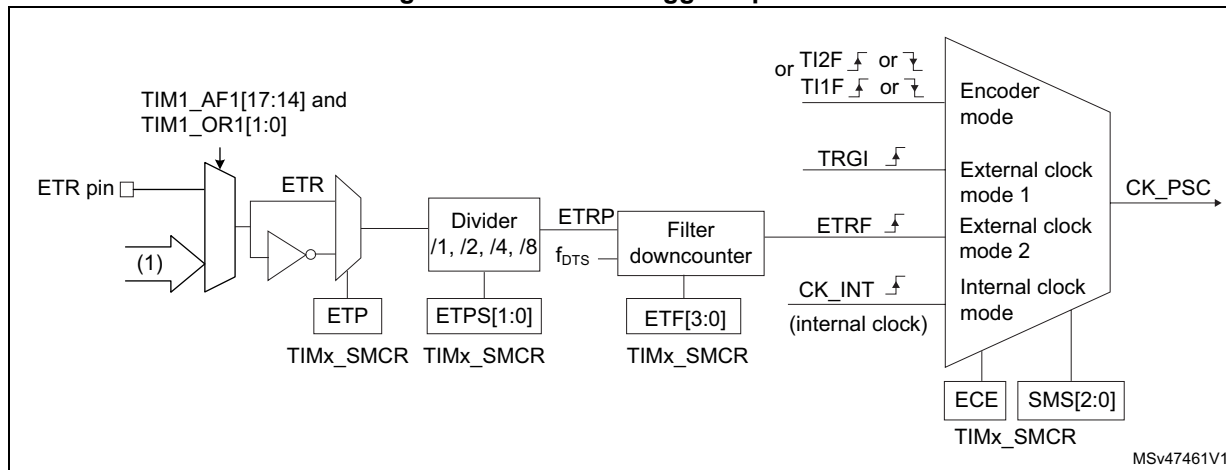 or TI2F or
TI1F or
Encoder
mode
TIM1_AF1[17:14] and
TIM1_OR1[1:0]
TRGI
External clock
mode 1
CK_PSC
ETR pin
ETR
Divider
/1, /2, /4, /8
ETRP
fDTS
Filter
downcounter
ETRF
External clock
mode 2
(1)
CK_INT
(internal clock)
Internal clock
mode
ETP
TIMx_SMCR
ETPS[1:0]
TIMx_SMCR
ETF[3:0]
TIMx_SMCR
ECE
SMS[2:0]
TIMx_SMCR
MSv47461V1